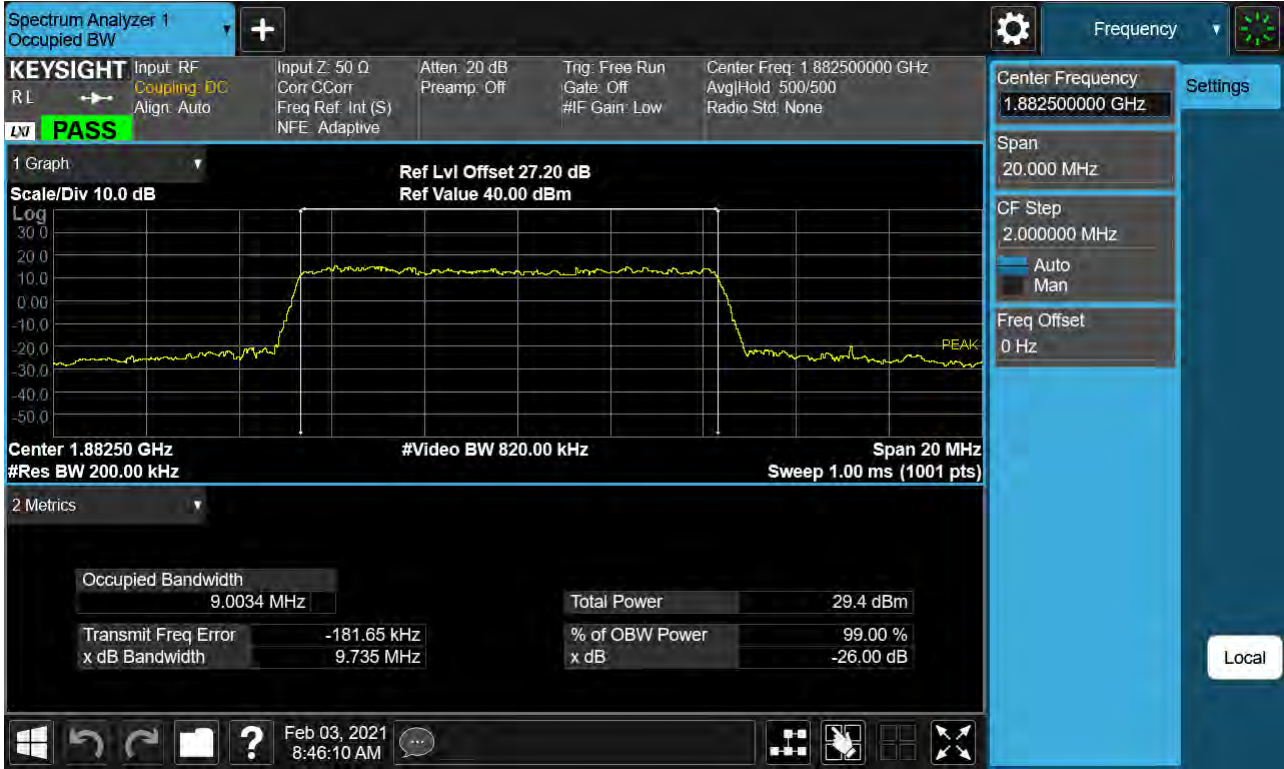 Spectrum Analyzer 1
Occupied BW
+
Frequency
KEYSIGHT
RL
LXI
PASS
Input: RF
Coupling: DC
Align: Auto
Input Z: 50 Ω
Corr CCorr
Freq Ref: Int (S)
NFE: Adaptive
Atten: 20 dB
Preamp: Off
Trig: Free Run
Gate: Off
#IF Gain: Low
Center Freq: 1.882500000 GHz
Avg|Hold: 500/500
Radio Std: None
Center Frequency
1.882500000 GHz
Settings
Span
20.000 MHz
CF Step
2.000000 MHz
Auto
Man
Freq Offset
0 Hz
Local
1 Graph
Scale/Div 10.0 dB
Ref Lvl Offset 27.20 dB
Ref Value 40.00 dBm
Log
30.0
20.0
10.0
0.00
-10.0
-20.0
-30.0
-40.0
-50.0
PEAK
Center 1.88250 GHz
#Video BW 820.00 kHz
Span 20 MHz
#Res BW 200.00 kHz
Sweep 1.00 ms (1001 pts)
2 Metrics
Occupied Bandwidth
9.0034 MHz
Total Power 29.4 dBm
Transmit Freq Error -181.65 kHz
% of OBW Power 99.00 %
x dB Bandwidth 9.735 MHz
x dB -26.00 dB
?
Feb 03, 2021
8:46:10 AM